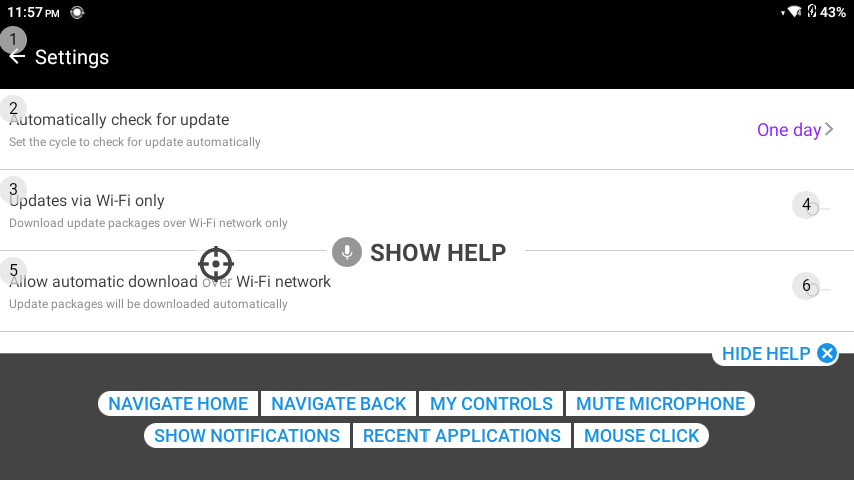 11:57 PM 43%
1
Settings
2
Automatically check for update
One day
Set the cycle to check for update automatically
3
Updates via Wi-Fi only
4
Download update packages over Wi-Fi network only
SHOW HELP
5
Allow automatic download over Wi-Fi network
6
Update packages will be downloaded automatically
HIDE HELP
NAVIGATE HOME NAVIGATE BACK MY CONTROLS MUTE MICROPHONE
SHOW NOTIFICATIONS RECENT APPLICATIONS MOUSE CLICK